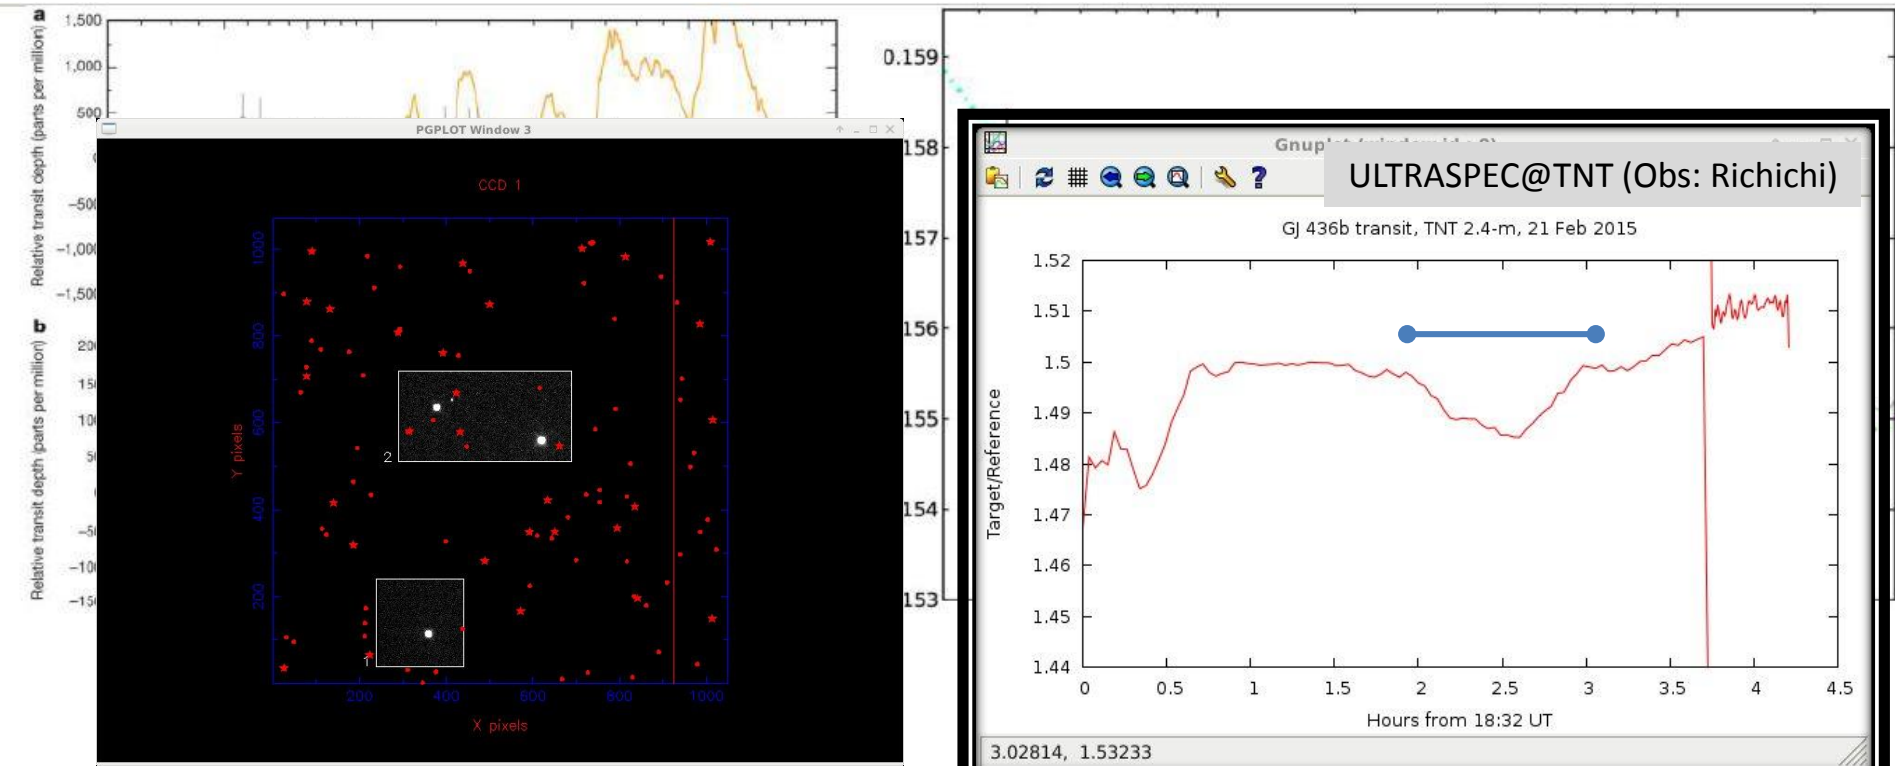 a
Relative transit depth (parts per million)
1,500
1,000
500
-500
-1,000
-1,500
b
Relative transit depth (parts per million)
PGPLOT Window 3
CCD 1
Y pixels
1000
800
600
400
200
2
1
200 400 600 800 1000
X pixels
0.159
158
157
156
155
154
153
ULTRASPEC@TNT (Obs: Richichi)
GJ 436b transit, TNT 2.4-m, 21 Feb 2015
Target/Reference
1.52
1.51
1.5
1.49
1.48
1.47
1.46
1.45
1.44
0 0.5 1 1.5 2 2.5 3 3.5 4 4.5
Hours from 18:32 UT
3.02814, 1.53233